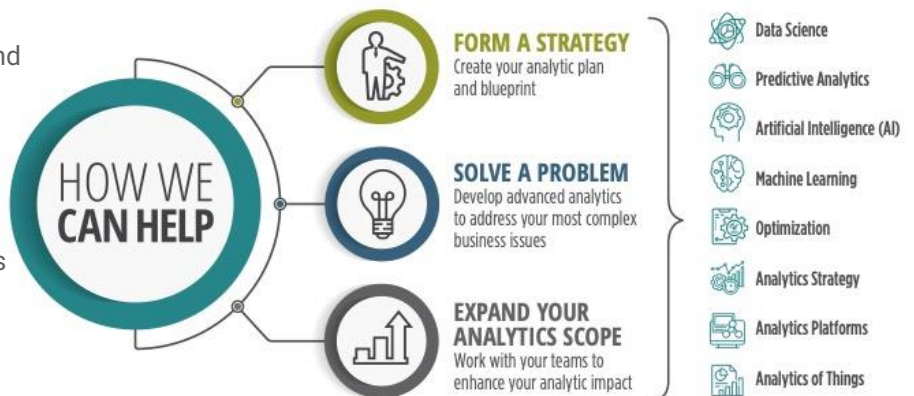 nd
s
HOW WE
CAN HELP
FORM A STRATEGY
Create your analytic plan
and blueprint
SOLVE A PROBLEM
Develop advanced analytics
to address your most complex
business issues
EXPAND YOUR
ANALYTICS SCOPE
Work with your teams to
enhance your analytic impact
Data Science
Predictive Analytics
Artificial Intelligence (AI)
Machine Learning
Optimization
Analytics Strategy
Analytics Platforms
Analytics of Things